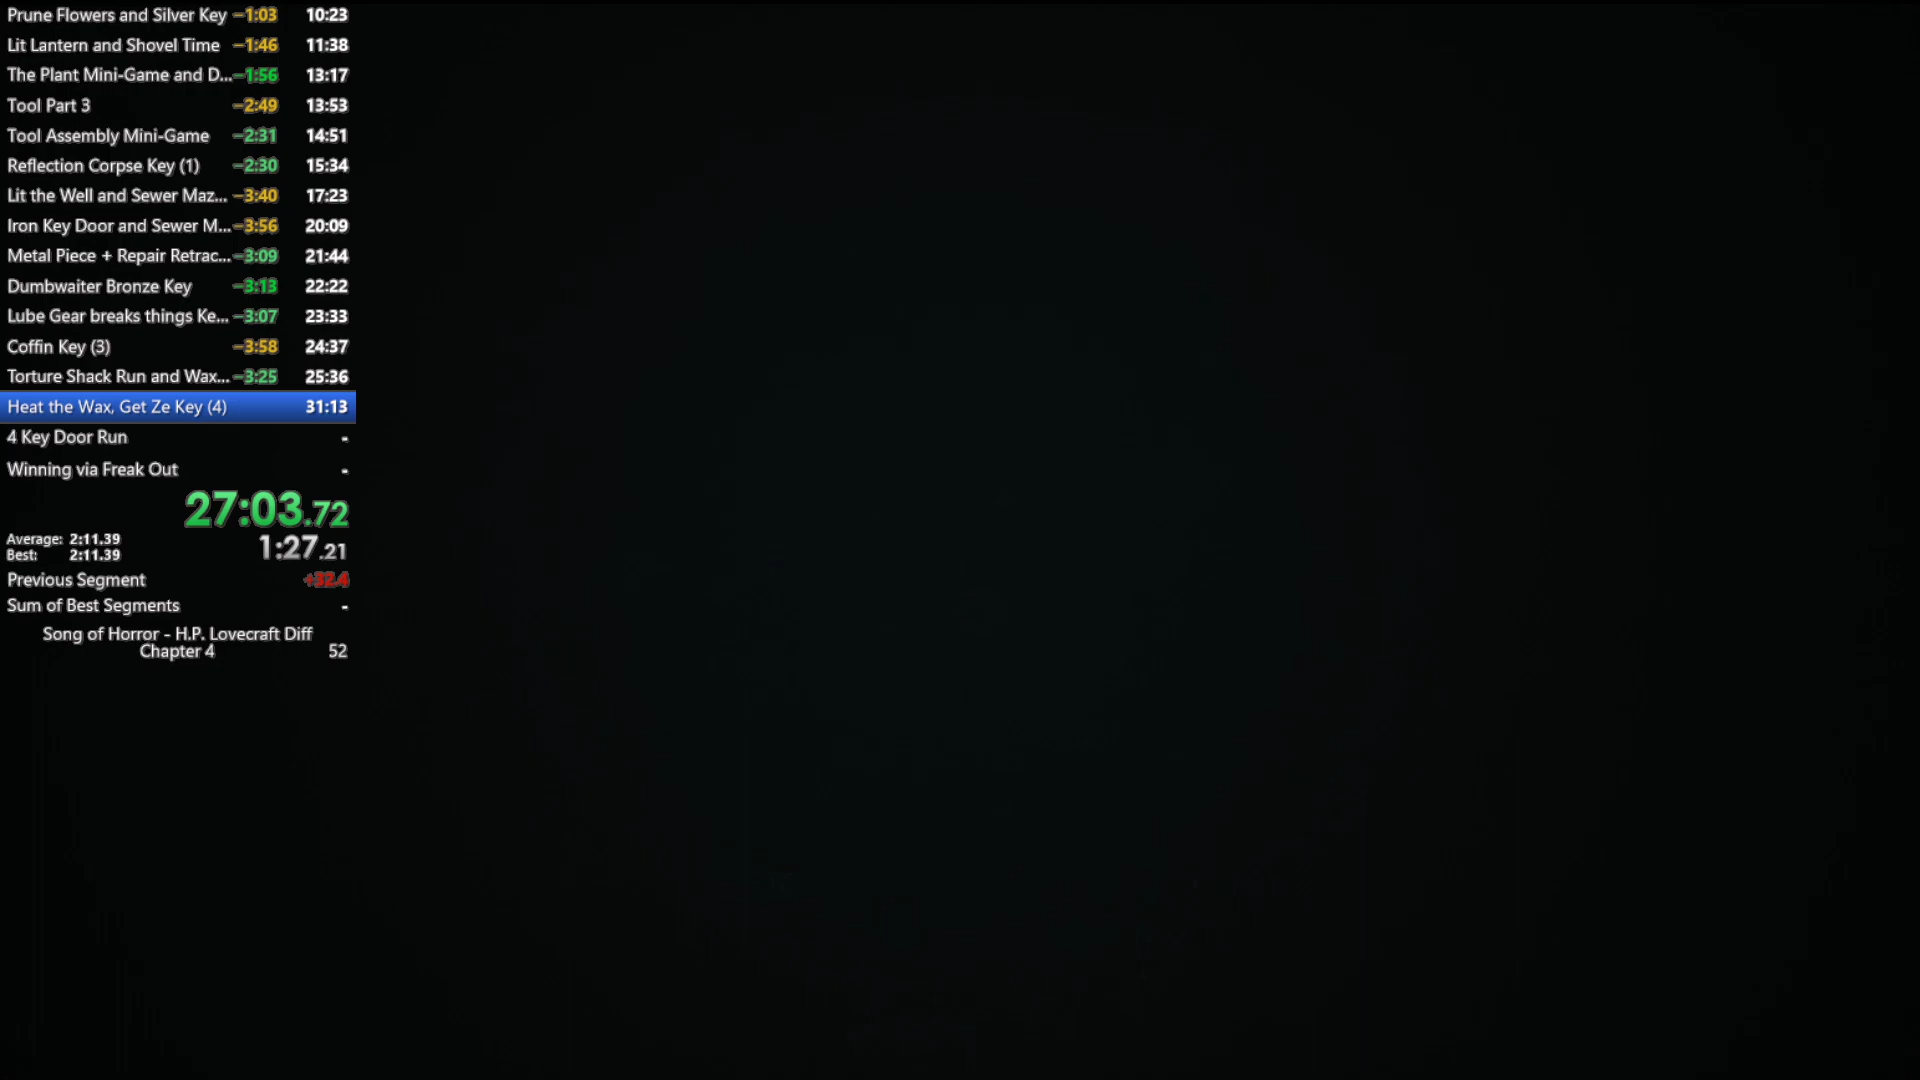 Prune Flowers and Silver Key −1:03 10:23
Lit Lantern and Shovel Time −1:46 11:38
The Plant Mini-Game and D... −1:56 13:17
Tool Part 3 −2:49 13:53
Tool Assembly Mini-Game −2:31 14:51
Reflection Corpse Key (1) −2:30 15:34
Lit the Well and Sewer Maz... −3:40 17:23
Iron Key Door and Sewer M... −3:56 20:09
Metal Piece + Repair Retrac... −3:09 21:44
Dumbwaiter Bronze Key −3:13 22:22
Lube Gear breaks things Ke... −3:07 23:33
Coffin Key (3) −3:58 24:37
Torture Shack Run and Wax... −3:25 25:36
Heat the Wax, Get Ze Key (4) 31:13
4 Key Door Run -
Winning via Freak Out -
27:03.72
Average: 2:11.39
Best: 2:11.39
1:27.21
Previous Segment +32.4
Sum of Best Segments -
Song of Horror - H.P. Lovecraft Diff
Chapter 4 52